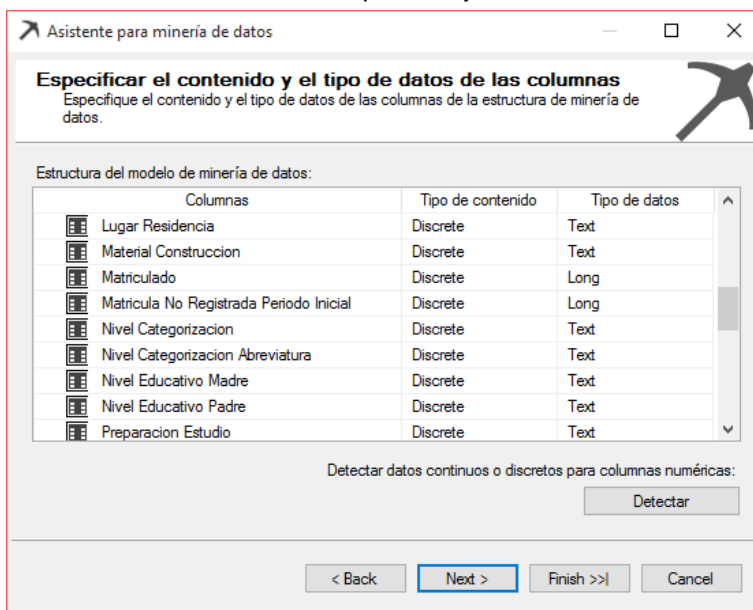 Asistente para minería de datos
Especificar el contenido y el tipo de datos de las columnas
Especifique el contenido y el tipo de datos de las columnas de la estructura de minería de
datos.
Estructura del modelo de minería de datos:
Columnas Tipo de contenido Tipo de datos
Lugar Residencia Discrete Text
Material Construccion Discrete Text
Matriculado Discrete Long
Matricula No Registrada Periodo Inicial Discrete Long
Nivel Categorizacion Discrete Text
Nivel Categorizacion Abreviatura Discrete Text
Nivel Educativo Madre Discrete Text
Nivel Educativo Padre Discrete Text
Preparacion Estudio Discrete Text
Detectar datos continuos o discretos para columnas numéricas:
Detectar
< Back Next > Finish >>| Cancel